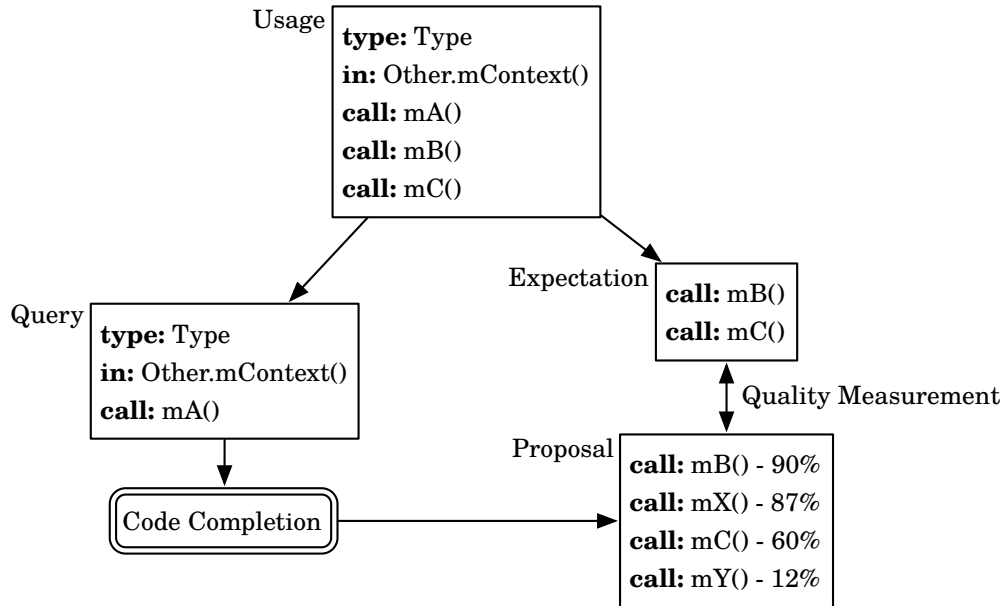 Usage
type: Type
in: Other.mContext()
call: mA()
call: mB()
call: mC()
Expectation
call: mB()
call: mC()
Query
type: Type
in: Other.mContext()
call: mA()
Quality Measurement
Code Completion
Proposal
call: mB() - 90%
call: mX() - 87%
call: mC() - 60%
call: mY() - 12%